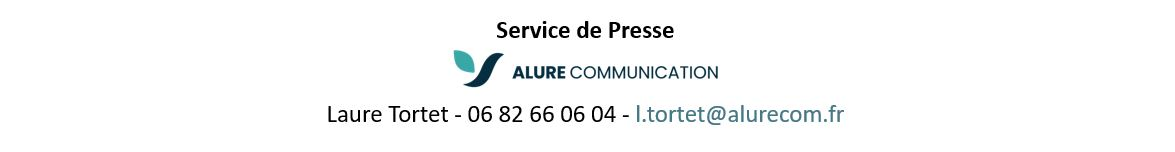 Service de Presse
ALURE COMMUNICATION
Laure Tortet - 06 82 66 06 04 - l.tortet@alurecom.fr